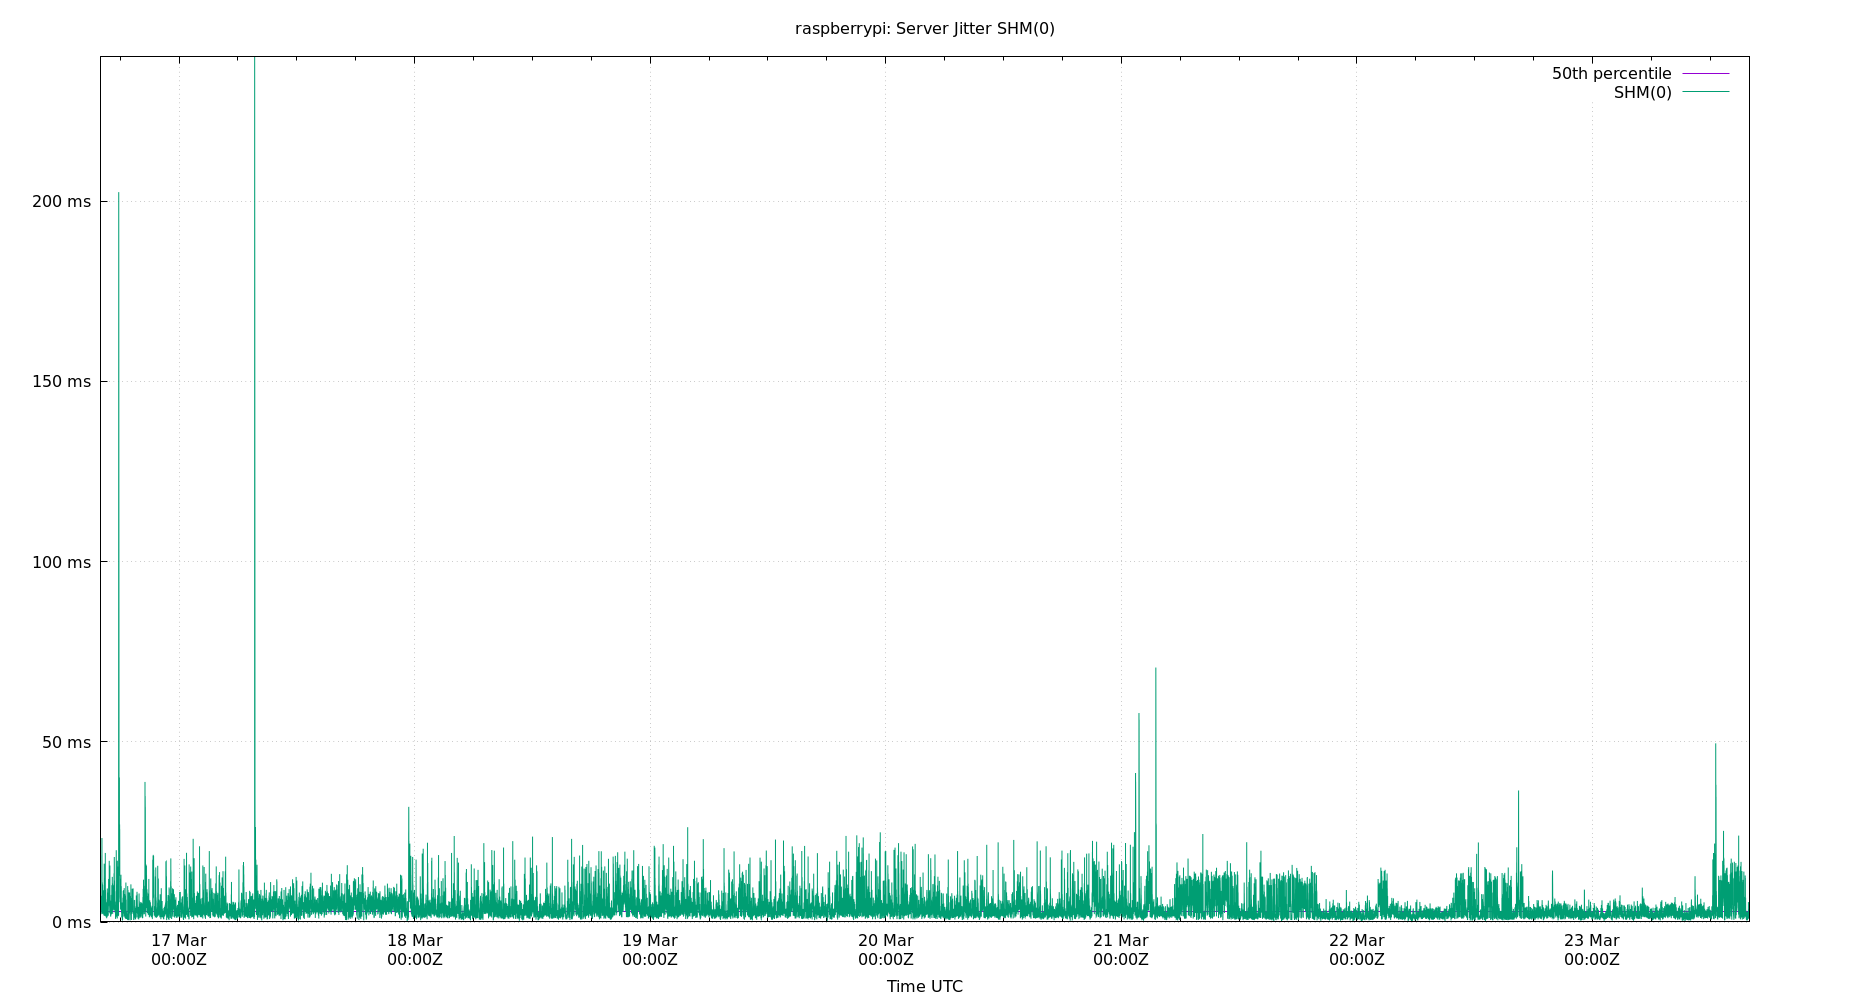 raspberrypi: Server Jitter SHM(0)
50th percentile
SHM(0)
200 ms
150 ms
100 ms
50 ms
0 ms
17 Mar 18 Mar 19 Mar 20 Mar 21 Mar 22 Mar 23 Mar
00:00Z 00:00Z 00:00Z 00:00Z 00:00Z 00:00Z 00:00Z
Time UTC